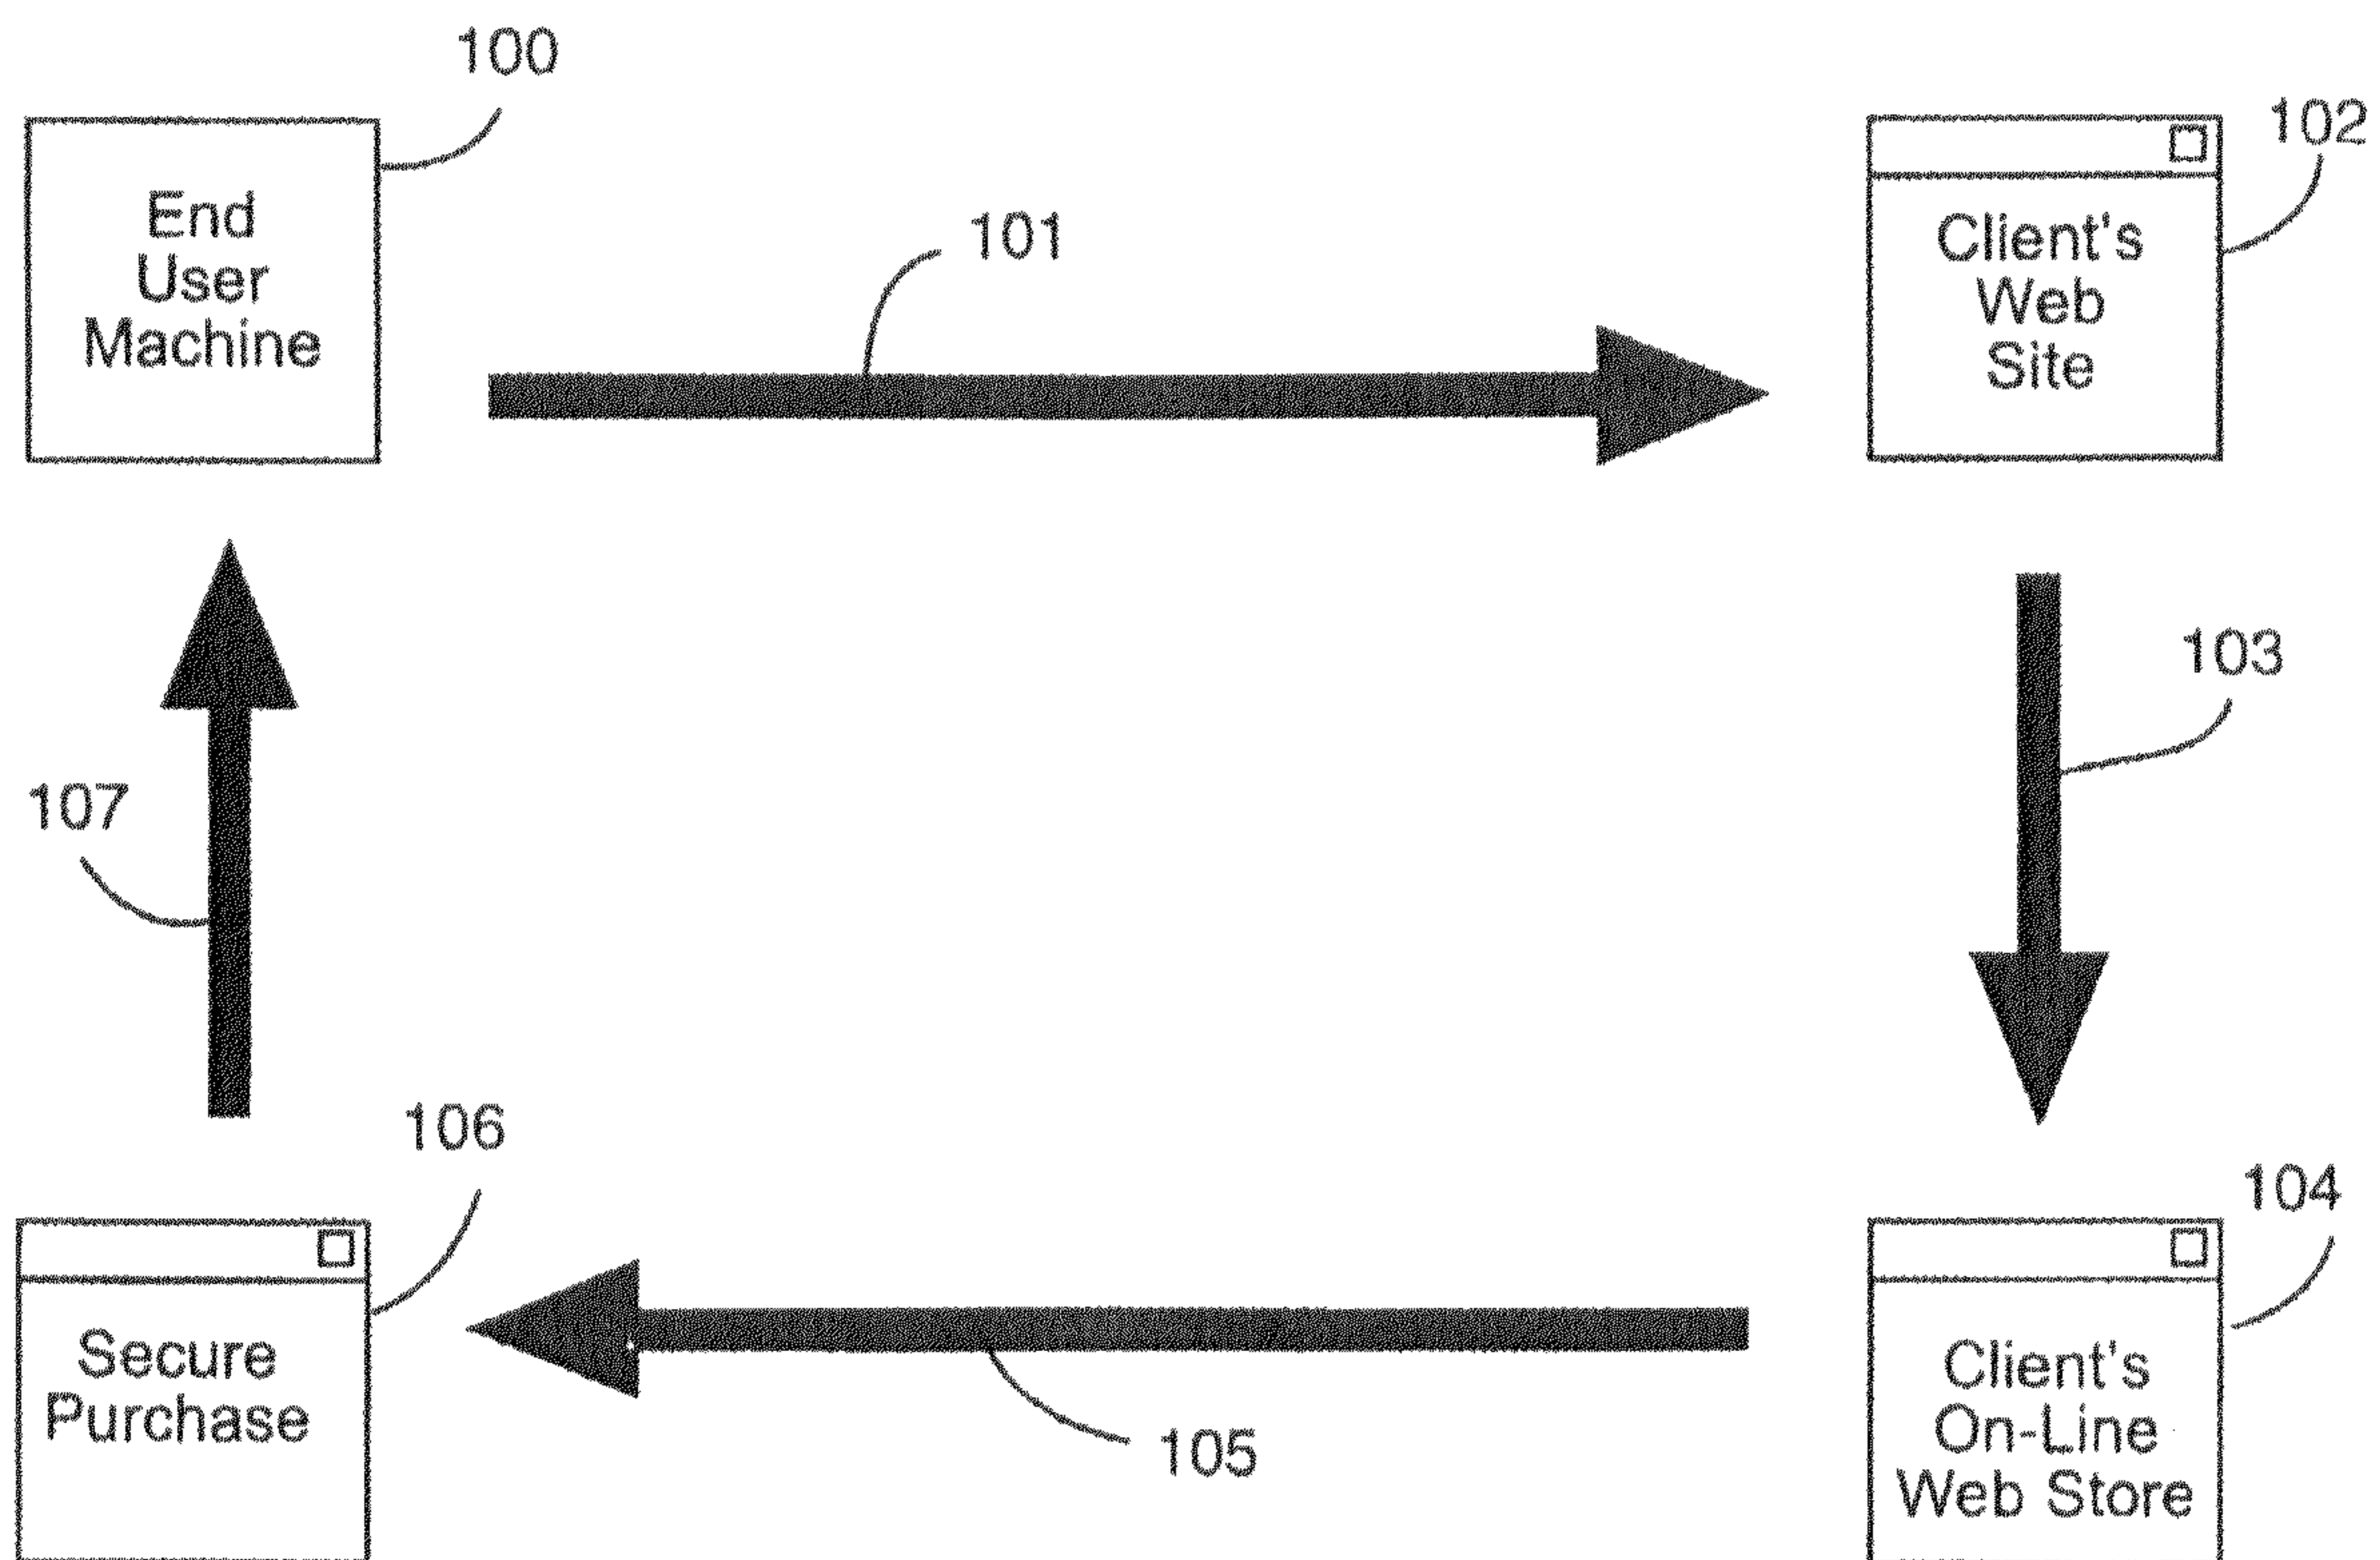 100
End
User
Machine
101
102
Client's
Web
Site
103
107
106
Secure
Purchase
105
104
Client's
On-Line
Web Store